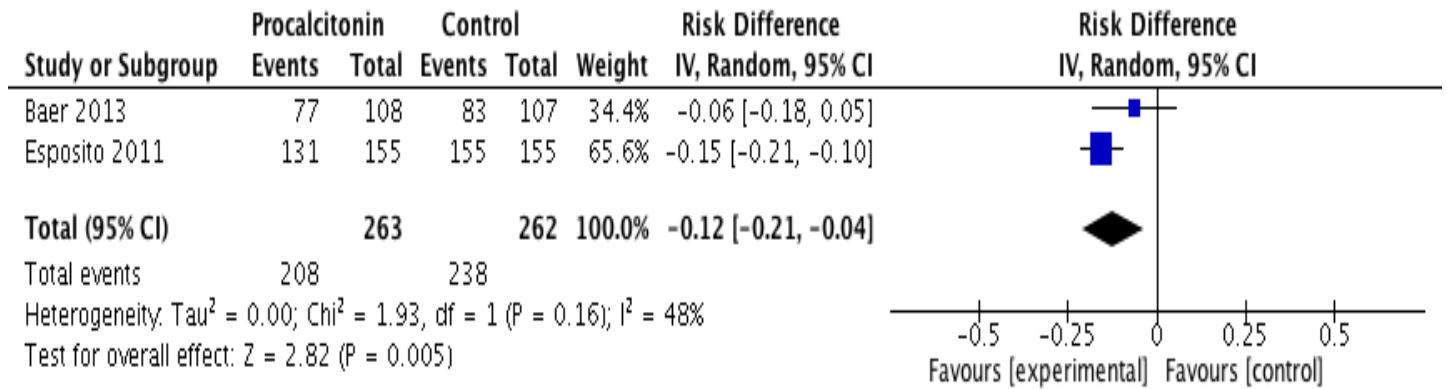 Procalcitonin Control Risk Difference Risk Difference
Study or Subgroup Events Total Events Total Weight IV, Random, 95% CI IV, Random, 95% CI
Baer 2013 77 108 83 107 34.4% −0.06 [−0.18, 0.05]
Esposito 2011 131 155 155 155 65.6% −0.15 [−0.21, −0.10]
Total (95% CI) 263 262 100.0% −0.12 [−0.21, −0.04]
Total events 208 238
Heterogeneity: Tau² = 0.00; Chi² = 1.93, df = 1 (P = 0.16); I² = 48%
Test for overall effect: Z = 2.82 (P = 0.005)
−0.5 −0.25 0 0.25 0.5
Favours [experimental] Favours [control]